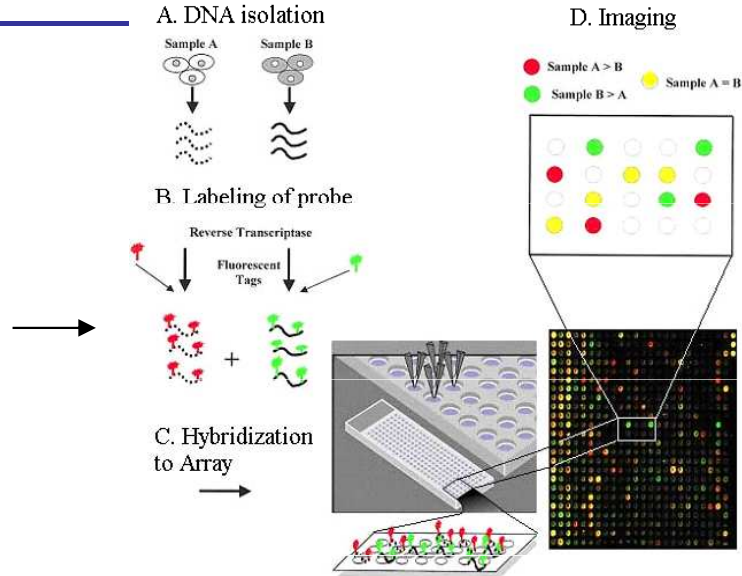 A. DNA isolation
Sample A
Sample B
B. Labeling of probe
Reverse Transcriptase
Fluorescent
Tags
+
C. Hybridization
to Array
D. Imaging
Sample A > B
Sample B > A
Sample A = B